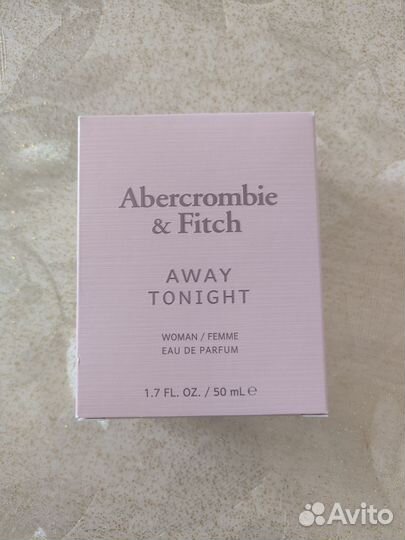 Abercrombie
& Fitch
AWAY
TONIGHT
WOMAN / FEMME
EAU DE PARFUM
1.7 FL. OZ. / 50 mL ℮
Avito